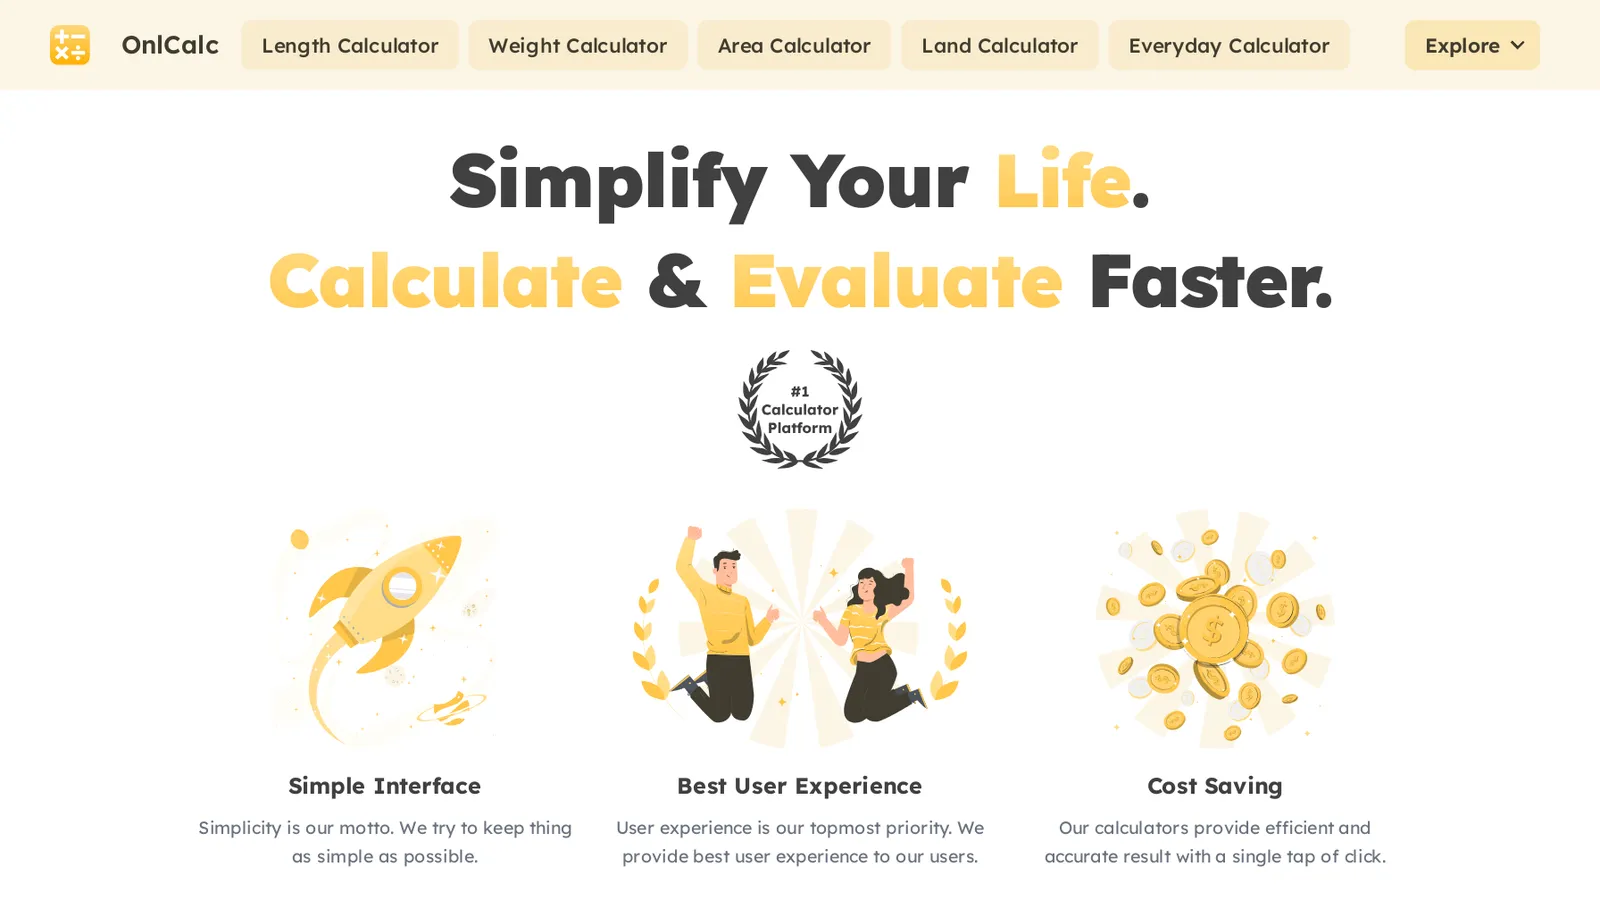 OnlCalc
Length Calculator
Weight Calculator
Area Calculator
Land Calculator
Everyday Calculator
Explore
Simplify Your Life.
Calculate & Evaluate Faster.
#1
Calculator
Platform
Simple Interface
Simplicity is our motto. We try to keep thing
as simple as possible.
Best User Experience
User experience is our topmost priority. We
provide best user experience to our users.
Cost Saving
Our calculators provide efficient and
accurate result with a single tap of click.